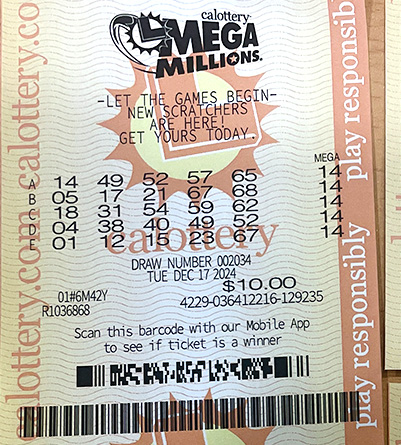 calottery
MEGA
MILLIONS.
-LET THE GAMES BEGIN-
NEW SCRATCHERS
ARE HERE!
GET YOURS TODAY.
MEGA
A 14 49 52 57 65 14
B 05 17 21 67 68 14
C 18 31 54 59 62 14
D 04 38 40 49 52 14
E 01 12 15 23 67 14
calottery
DRAW NUMBER 002034
TUE DEC 17 2024
$10.00
01#6M42Y 4229-036412216-129235
R1036868
Scan this barcode with our Mobile App
to see if ticket is a winner
calottery.com calottery.co
play responsibly play responsib